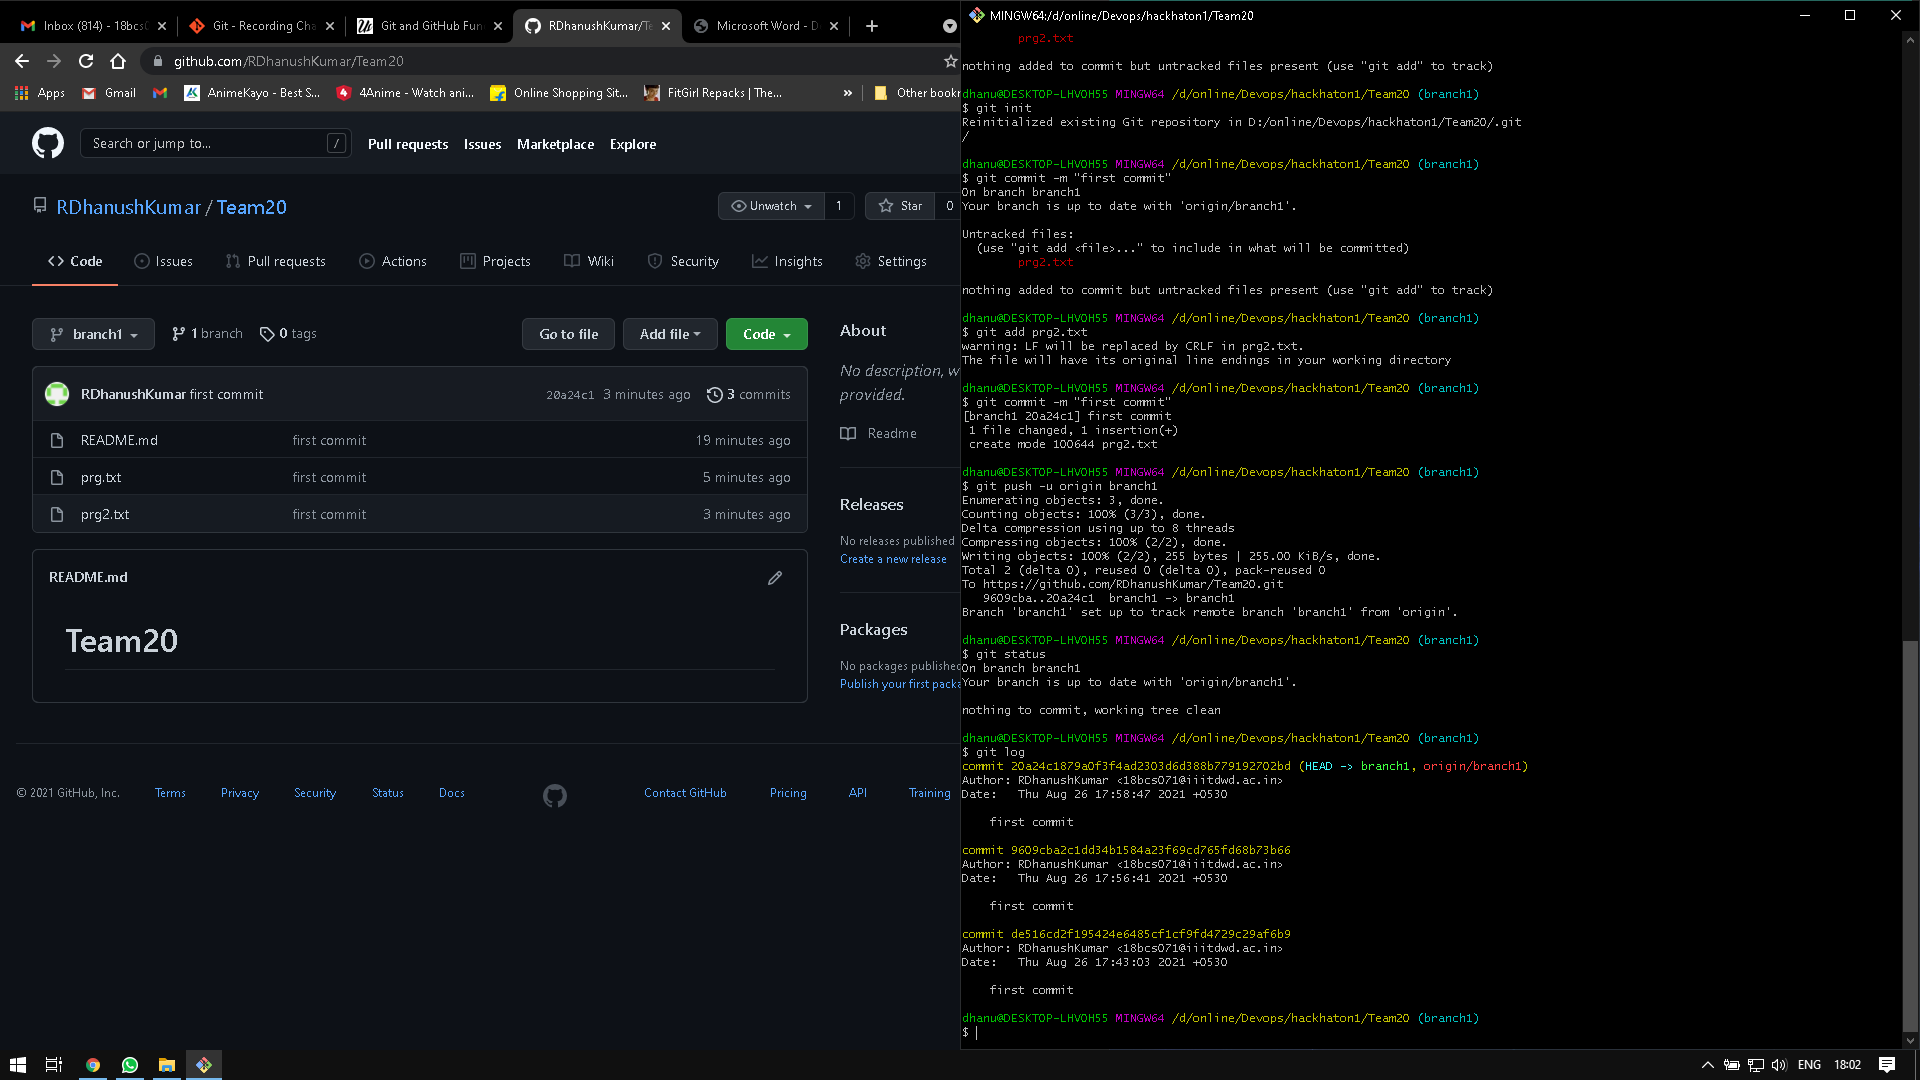 Inbox (814) - 18bcs0
Git - Recording Cha
Git and GitHub Fun
RDhanushKumar/Te
Microsoft Word - D
github.com/RDhanushKumar/Team20
Apps
Gmail
AnimeKayo - Best S...
4Anime - Watch ani...
Online Shopping Sit...
FitGirl Repacks | The...
»
Other bookn
Search or jump to...
/
Pull requests
Issues
Marketplace
Explore
RDhanushKumar / Team20
Unwatch
1
Star
0
<> Code
Issues
Pull requests
Actions
Projects
Wiki
Security
Insights
Settings
branch1
1 branch
0 tags
Go to file
Add file
Code
RDhanushKumar first commit
20a24c1 3 minutes ago
3 commits
README.md first commit 19 minutes ago
prg.txt first commit 5 minutes ago
prg2.txt first commit 3 minutes ago
README.md
Team20
About
No description, w
provided.
Readme
Releases
No releases published
Create a new release
Packages
No packages published
Publish your first packa
© 2021 GitHub, Inc.
Terms
Privacy
Security
Status
Docs
Contact GitHub
Pricing
API
Training
MINGW64:/d/online/Devops/hackhaton1/Team20
prg2.txt
nothing added to commit but untracked files present (use "git add" to track)
dhanu@DESKTOP-LHVOH55 MINGW64 /d/online/Devops/hackhaton1/Team20 (branch1)
$ git init
Reinitialized existing Git repository in D:/online/Devops/hackhaton1/Team20/.git
/
dhanu@DESKTOP-LHVOH55 MINGW64 /d/online/Devops/hackhaton1/Team20 (branch1)
$ git commit -m "first commit"
On branch branch1
Your branch is up to date with 'origin/branch1'.
Untracked files:
(use "git add <file>..." to include in what will be committed)
prg2.txt
nothing added to commit but untracked files present (use "git add" to track)
dhanu@DESKTOP-LHVOH55 MINGW64 /d/online/Devops/hackhaton1/Team20 (branch1)
$ git add prg2.txt
warning: LF will be replaced by CRLF in prg2.txt.
The file will have its original line endings in your working directory
dhanu@DESKTOP-LHVOH55 MINGW64 /d/online/Devops/hackhaton1/Team20 (branch1)
$ git commit -m "first commit"
[branch1 20a24c1] first commit
1 file changed, 1 insertion(+)
create mode 100644 prg2.txt
dhanu@DESKTOP-LHVOH55 MINGW64 /d/online/Devops/hackhaton1/Team20 (branch1)
$ git push -u origin branch1
Enumerating objects: 3, done.
Counting objects: 100% (3/3), done.
Delta compression using up to 8 threads
Compressing objects: 100% (2/2), done.
Writing objects: 100% (2/2), 255 bytes | 255.00 KiB/s, done.
Total 2 (delta 0), reused 0 (delta 0), pack-reused 0
To https://github.com/RDhanushKumar/Team20.git
9609cba..20a24c1 branch1 -> branch1
Branch 'branch1' set up to track remote branch 'branch1' from 'origin'.
dhanu@DESKTOP-LHVOH55 MINGW64 /d/online/Devops/hackhaton1/Team20 (branch1)
$ git status
On branch branch1
Your branch is up to date with 'origin/branch1'.
nothing to commit, working tree clean
dhanu@DESKTOP-LHVOH55 MINGW64 /d/online/Devops/hackhaton1/Team20 (branch1)
$ git log
commit 20a24c1879a0f3f4ad2303d6d388b779192702bd (HEAD -> branch1, origin/branch1)
Author: RDhanushKumar <18bcs071@iiitdwd.ac.in>
Date: Thu Aug 26 17:58:47 2021 +0530
first commit
commit 9609cba2c1dd34b1584a23f69cd765fd68b73b66
Author: RDhanushKumar <18bcs071@iiitdwd.ac.in>
Date: Thu Aug 26 17:56:41 2021 +0530
first commit
commit de516cd2f195424e6485cf1cf9fd4729c29af6b9
Author: RDhanushKumar <18bcs071@iiitdwd.ac.in>
Date: Thu Aug 26 17:43:03 2021 +0530
first commit
dhanu@DESKTOP-LHVOH55 MINGW64 /d/online/Devops/hackhaton1/Team20 (branch1)
$
ENG
18:02